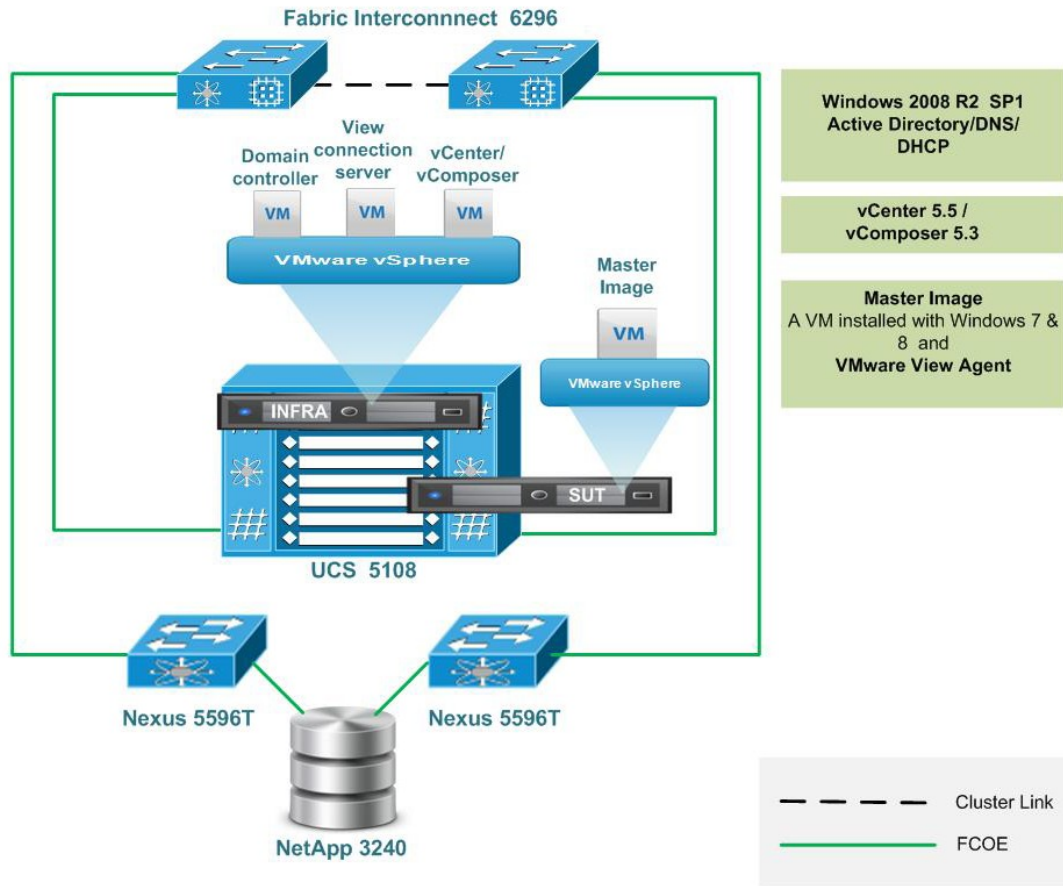 Fabric Interconnnect 6296
Domain
controller
View
connection
server
vCenter/
vComposer
VM
VM
VM
VMware vSphere
Master
Image
VM
VMware vSphere
INFRA
SUT
UCS 5108
Nexus 5596T
Nexus 5596T
NetApp 3240
Windows 2008 R2 SP1
Active Directory/DNS/
DHCP
vCenter 5.5 /
vComposer 5.3
Master Image
A VM installed with Windows 7 &
8 and
VMware View Agent
Cluster Link
FCOE